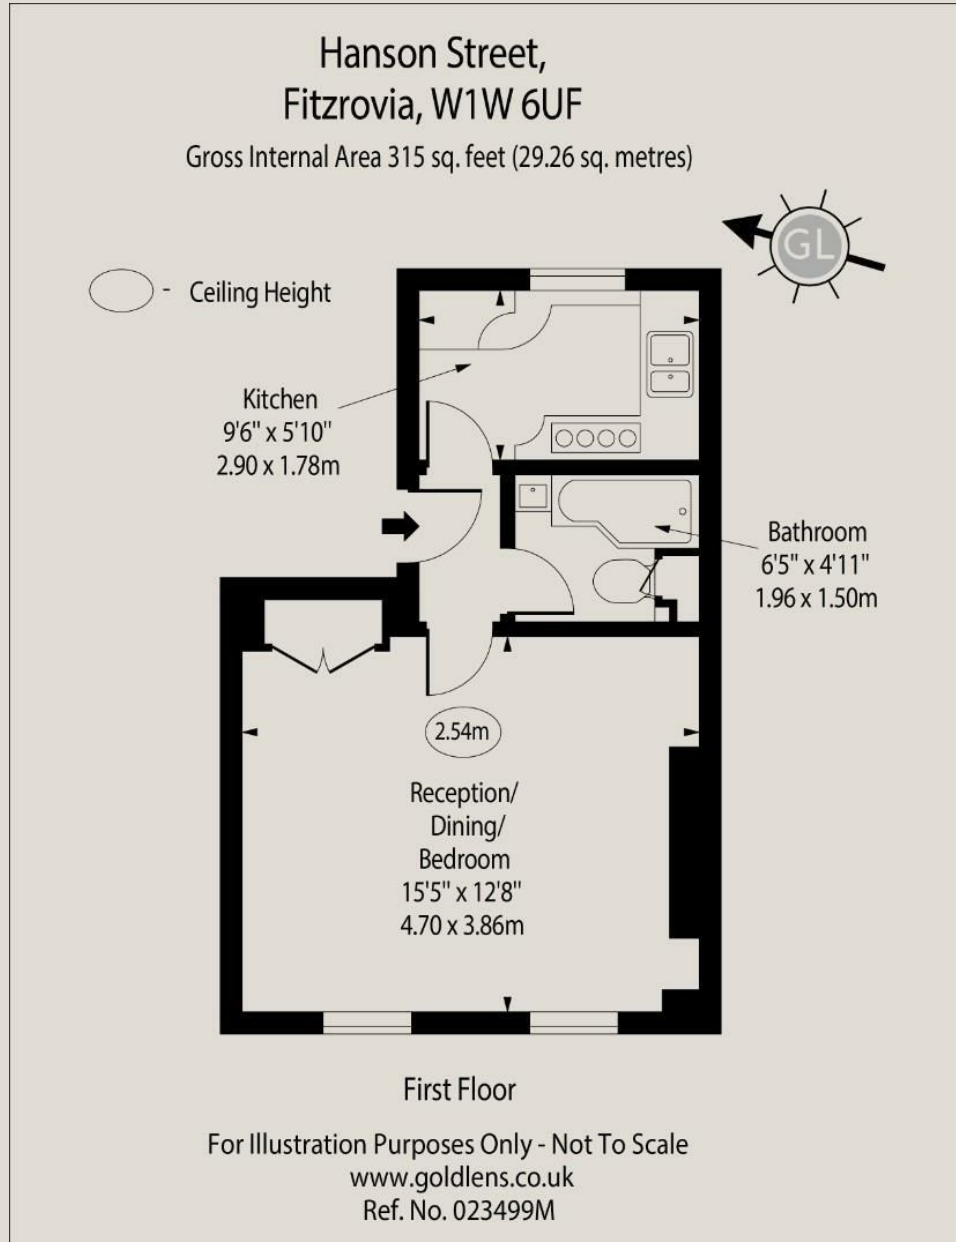 Hanson Street,
Fitzrovia, W1W 6UF
Gross Internal Area 315 sq. feet (29.26 sq. metres)
GL
- Ceiling Height
Kitchen
9'6" x 5'10"
2.90 x 1.78m
Bathroom
6'5" x 4'11"
1.96 x 1.50m
2.54m
Reception/
Dining/
Bedroom
15'5" x 12'8"
4.70 x 3.86m
First Floor
For Illustration Purposes Only - Not To Scale
www.goldlens.co.uk
Ref. No. 023499M